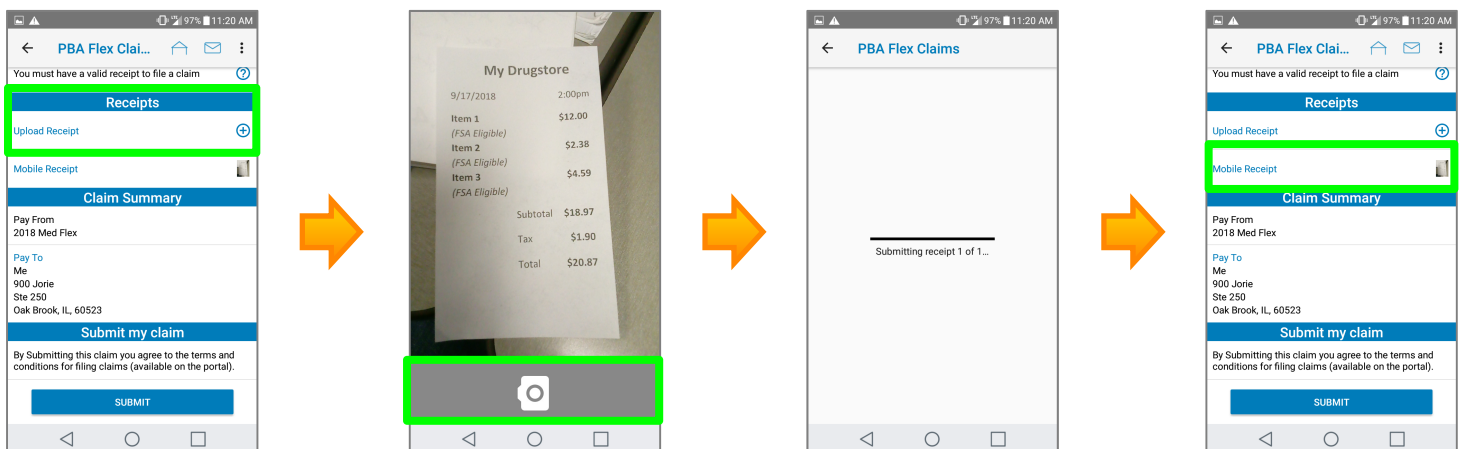 97% 11:20 AM
PBA Flex Clai...
You must have a valid receipt to file a claim
Receipts
Upload Receipt
Mobile Receipt
Claim Summary
Pay From
2018 Med Flex
Pay To
Me
900 Jorie
Ste 250
Oak Brook, IL, 60523
Submit my claim
By Submitting this claim you agree to the terms and
conditions for filing claims (available on the portal).
SUBMIT
My Drugstore
9/17/2018 2:00pm
Item 1 $12.00
(FSA Eligible)
Item 2 $2.38
(FSA Eligible)
Item 3 $4.59
(FSA Eligible)
Subtotal $18.97
Tax $1.90
Total $20.87
97% 11:20 AM
PBA Flex Claims
Submitting receipt 1 of 1...
97% 11:20 AM
PBA Flex Clai...
You must have a valid receipt to file a claim
Receipts
Upload Receipt
Mobile Receipt
Claim Summary
Pay From
2018 Med Flex
Pay To
Me
900 Jorie
Ste 250
Oak Brook, IL, 60523
Submit my claim
By Submitting this claim you agree to the terms and
conditions for filing claims (available on the portal).
SUBMIT